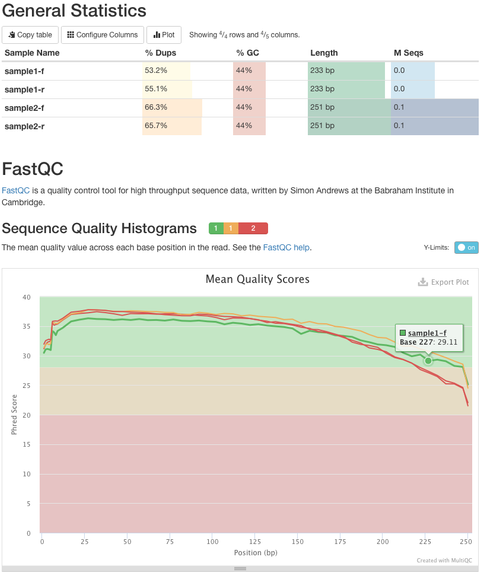 General Statistics
Copy table
Configure Columns
Plot
Showing 4/4 rows and 4/5 columns.
Sample Name % Dups % GC Length M Seqs
sample1-f 53.2% 44% 233 bp 0.0
sample1-r 55.1% 44% 233 bp 0.0
sample2-f 66.3% 44% 251 bp 0.1
sample2-r 65.7% 44% 251 bp 0.1
FastQC
FastQC is a quality control tool for high throughput sequence data, written by Simon Andrews at the Babraham Institute in
Cambridge.
Sequence Quality Histograms 1 1 2
The mean quality value across each base position in the read. See the FastQC help.
Y-Limits: on
Mean Quality Scores
Export Plot
40
35
30
25
20
15
10
5
0
Phred Score
sample1-f
Base 227: 29.11
0 25 50 75 100 125 150 175 200 225 250
Position (bp)
Created with MultiQC